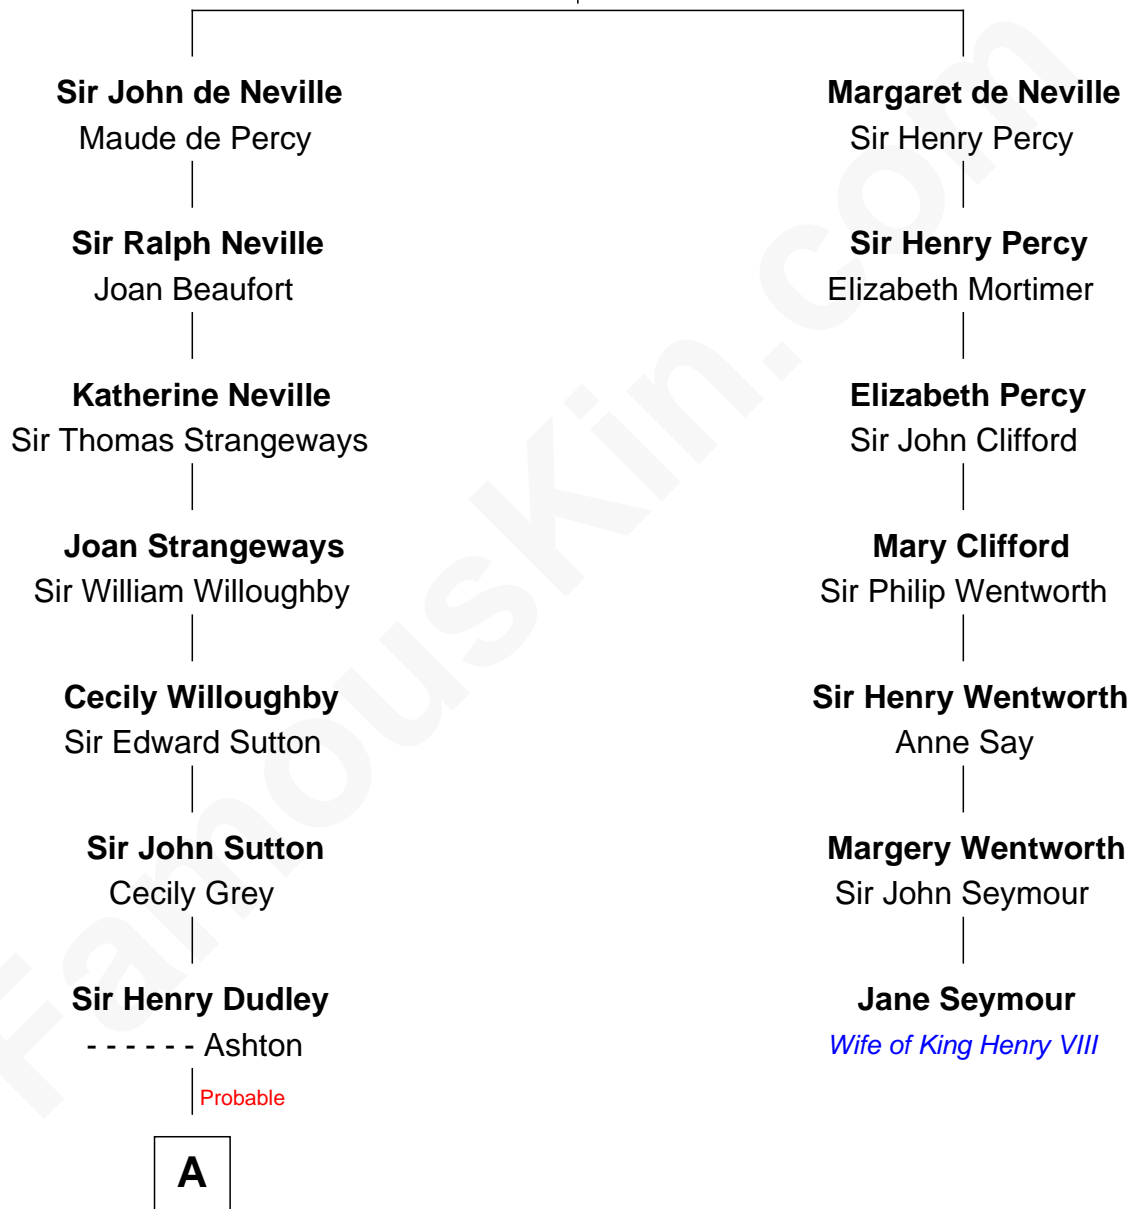 Sir John de Neville
Maude de Percy
Margaret de Neville
Sir Henry Percy
Sir Ralph Neville
Joan Beaufort
Sir Henry Percy
Elizabeth Mortimer
Katherine Neville
Sir Thomas Strangeways
Elizabeth Percy
Sir John Clifford
Joan Strangeways
Sir William Willoughby
Mary Clifford
Sir Philip Wentworth
Cecily Willoughby
Sir Edward Sutton
Sir Henry Wentworth
Anne Say
Sir John Sutton
Cecily Grey
Margery Wentworth
Sir John Seymour
Sir Henry Dudley
- - - - - - Ashton
Jane Seymour
Wife of King Henry VIII
Probable
A
FamousKin.com